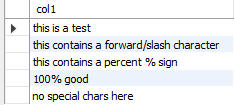 col1
this is a test
this contains a forward/slash character
this contains a percent % sign
100% good
no special chars here